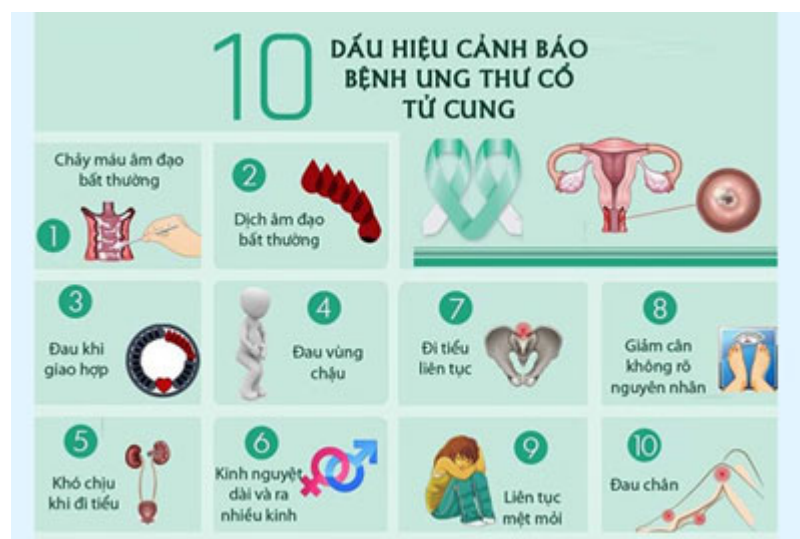 10
DẤU HIỆU CẢNH BÁO
BỆNH UNG THƯ CỔ
TỬ CUNG
Chảy máu âm đạo
bất thường
1
2
Dịch âm đạo
bất thường
3
Đau khi
giao hợp
4
Đau vùng
chậu
7
Đi tiểu
liên tục
8
Giảm cân
không rõ
nguyên nhân
5
Khó chịu
khi đi tiểu
6
Kinh nguyệt
dài và ra
nhiều kinh
9
Liên tục
mệt mỏi
10
Đau chân